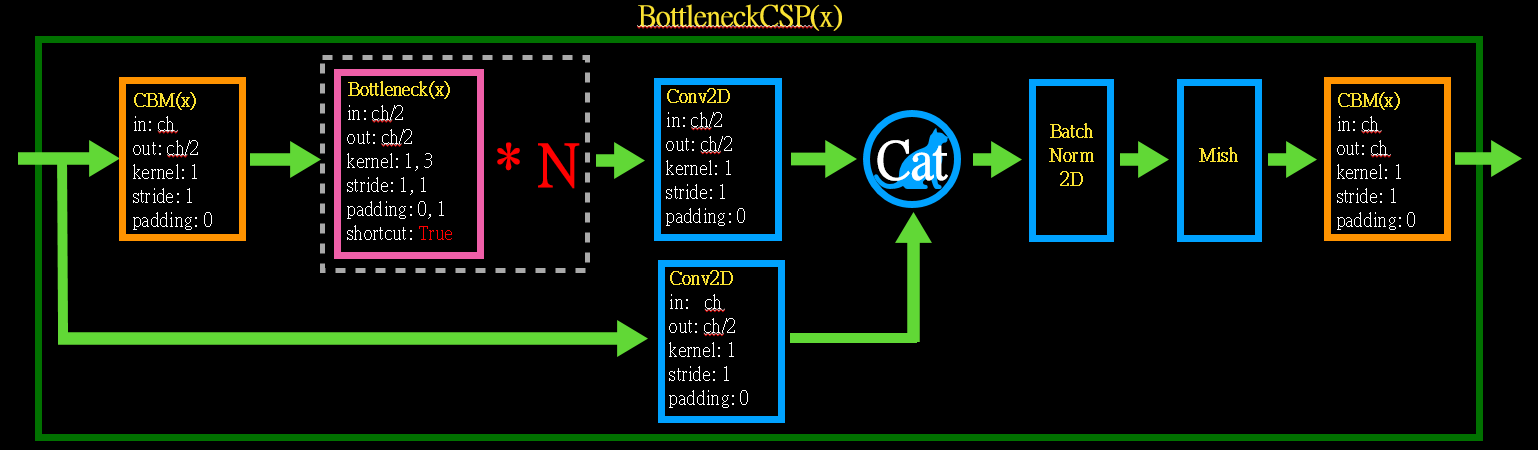 BottleneckCSP(x)
CBM(x)
in: ch
out: ch/2
kernel: 1
stride: 1
padding: 0
Bottleneck(x)
in: ch/2
out: ch/2
kernel: 1, 3
stride: 1, 1
padding: 0, 1
shortcut: True
* N
Conv2D
in: ch/2
out: ch/2
kernel: 1
stride: 1
padding: 0
Conv2D
in: ch
out: ch/2
kernel: 1
stride: 1
padding: 0
Cat
Batch
Norm
2D
Mish
CBM(x)
in: ch
out: ch
kernel: 1
stride: 1
padding: 0